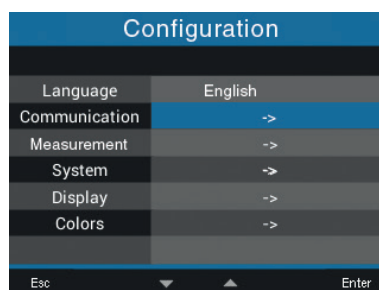 Configuration
Language English
Communication ->
Measurement ->
System ->
Display ->
Colors ->
Esc ▼ ▲ Enter